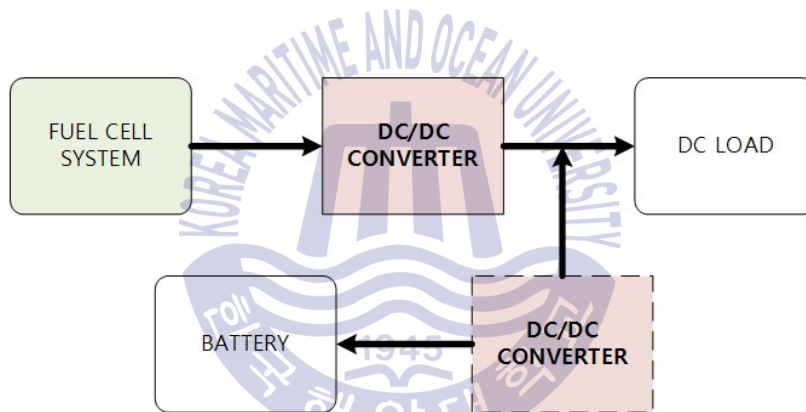 KOREA MARITIME AND OCEAN UNIVERSITY
FUEL CELL
SYSTEM
DC/DC
CONVERTER
DC LOAD
BATTERY
DC/DC
CONVERTER
1945